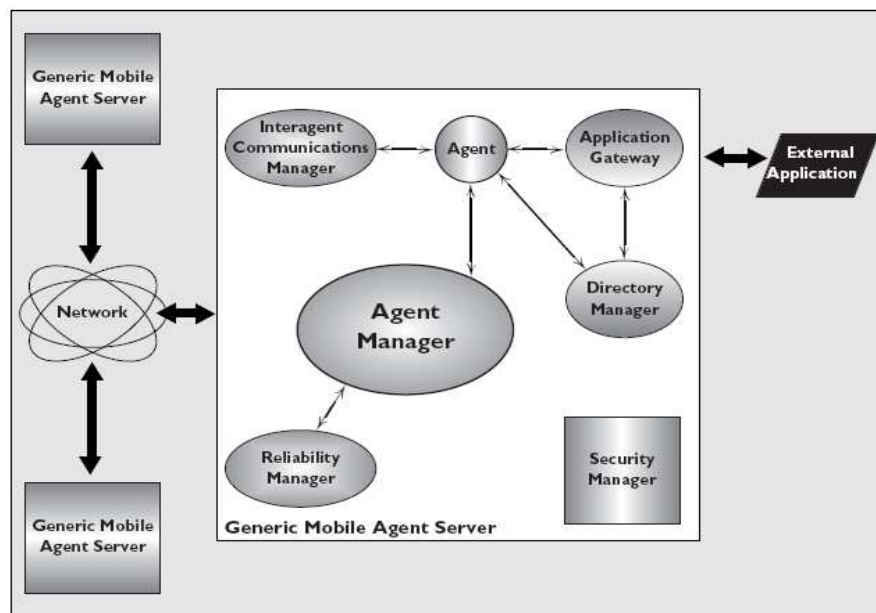 Generic Mobile
Agent Server
Interagent
Communications
Manager
Agent
Application
Gateway
External
Application
Network
Agent
Manager
Directory
Manager
Reliability
Manager
Security
Manager
Generic Mobile Agent Server
Generic Mobile
Agent Server